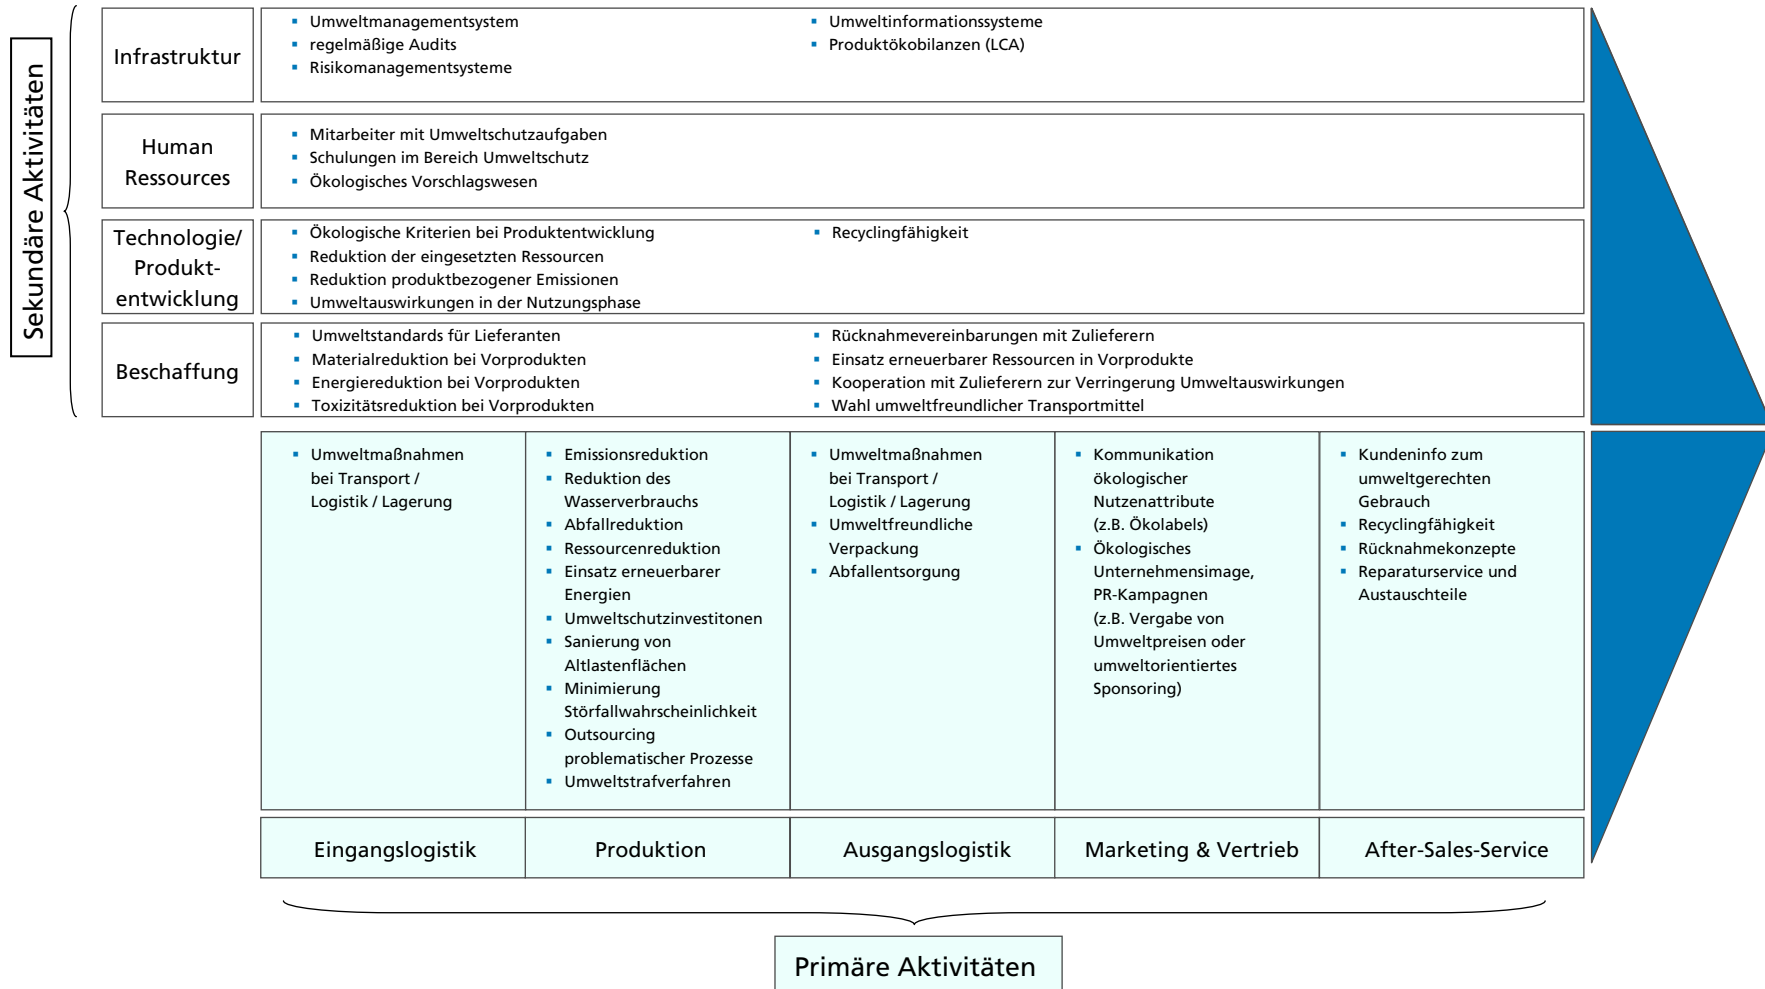 Sekundäre Aktivitäten
Infrastruktur
Umweltmanagementsystem
regelmäßige Audits
Risikomanagementsysteme
Umweltinformationssysteme
Produktökobilanzen (LCA)
Human
Ressources
Mitarbeiter mit Umweltschutzaufgaben
Schulungen im Bereich Umweltschutz
Ökologisches Vorschlagswesen
Technologie/
Produkt-
entwicklung
Ökologische Kriterien bei Produktentwicklung
Reduktion der eingesetzten Ressourcen
Reduktion produktbezogener Emissionen
Umweltauswirkungen in der Nutzungsphase
Recyclingfähigkeit
Beschaffung
Umweltstandards für Lieferanten
Materialreduktion bei Vorprodukten
Energiereduktion bei Vorprodukten
Toxizitätsreduktion bei Vorprodukten
Rücknahmevereinbarungen mit Zulieferern
Einsatz erneuerbarer Ressourcen in Vorprodukte
Kooperation mit Zulieferern zur Verringerung Umweltauswirkungen
Wahl umweltfreundlicher Transportmittel
Umweltmaßnahmen
bei Transport /
Logistik / Lagerung
Emissionsreduktion
Reduktion des
Wasserverbrauchs
Abfallreduktion
Ressourcenreduktion
Einsatz erneuerbarer
Energien
Umweltschutzinvestitonen
Sanierung von
Altlastenflächen
Minimierung
Störfallwahrscheinlichkeit
Outsourcing
problematischer Prozesse
Umweltstrafverfahren
Umweltmaßnahmen
bei Transport /
Logistik / Lagerung
Umweltfreundliche
Verpackung
Abfallentsorgung
Kommunikation
ökologischer
Nutzenattribute
(z.B. Ökolabels)
Ökologisches
Unternehmensimage,
PR-Kampagnen
(z.B. Vergabe von
Umweltpreisen oder
umweltorientiertes
Sponsoring)
Kundeninfo zum
umweltgerechten
Gebrauch
Recyclingfähigkeit
Rücknahmekonzepte
Reparaturservice und
Austauschteile
Eingangslogistik
Produktion
Ausgangslogistik
Marketing & Vertrieb
After-Sales-Service
Primäre Aktivitäten